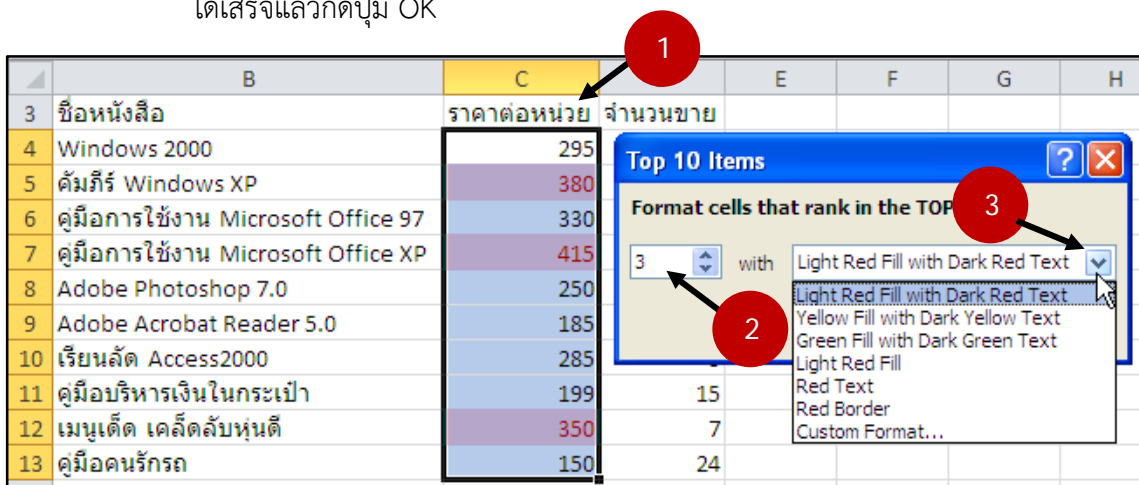 ได้เสร็จแล้วกดปุ่ม OK
1
B C E F G H
3 ชื่อหนังสือ ราคาต่อหน่วย จำนวนขาย
4 Windows 2000 295
5 คัมภีร์ Windows XP 380
6 คู่มือการใช้งาน Microsoft Office 97 330
7 คู่มือการใช้งาน Microsoft Office XP 415
8 Adobe Photoshop 7.0 250
9 Adobe Acrobat Reader 5.0 185
10 เรียนลัด Access2000 285
11 คู่มือบริหารเงินในกระเป๋า 199 15
12 เมนูเด็ด เคล็ดลับหุ่นดี 350 7
13 คู่มือคนรักรถ 150 24
Top 10 Items
Format cells that rank in the TOP
3
3 with Light Red Fill with Dark Red Text
2
Light Red Fill with Dark Red Text
Yellow Fill with Dark Yellow Text
Green Fill with Dark Green Text
Light Red Fill
Red Text
Red Border
Custom Format...